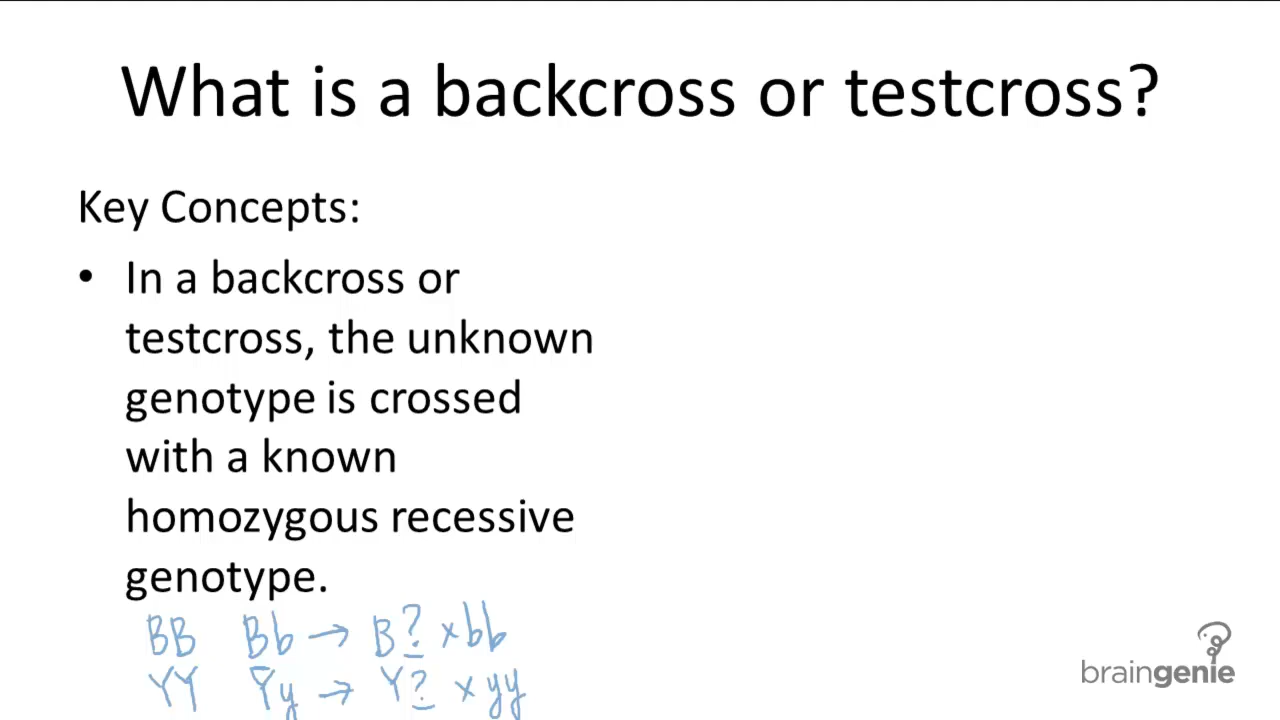 What is a backcross or testcross?
Key Concepts:
• In a backcross or
testcross, the unknown
genotype is crossed
with a known
homozygous recessive
genotype.
BB Bb → B? × bb
YY Yy → Y? × yy
braingenie